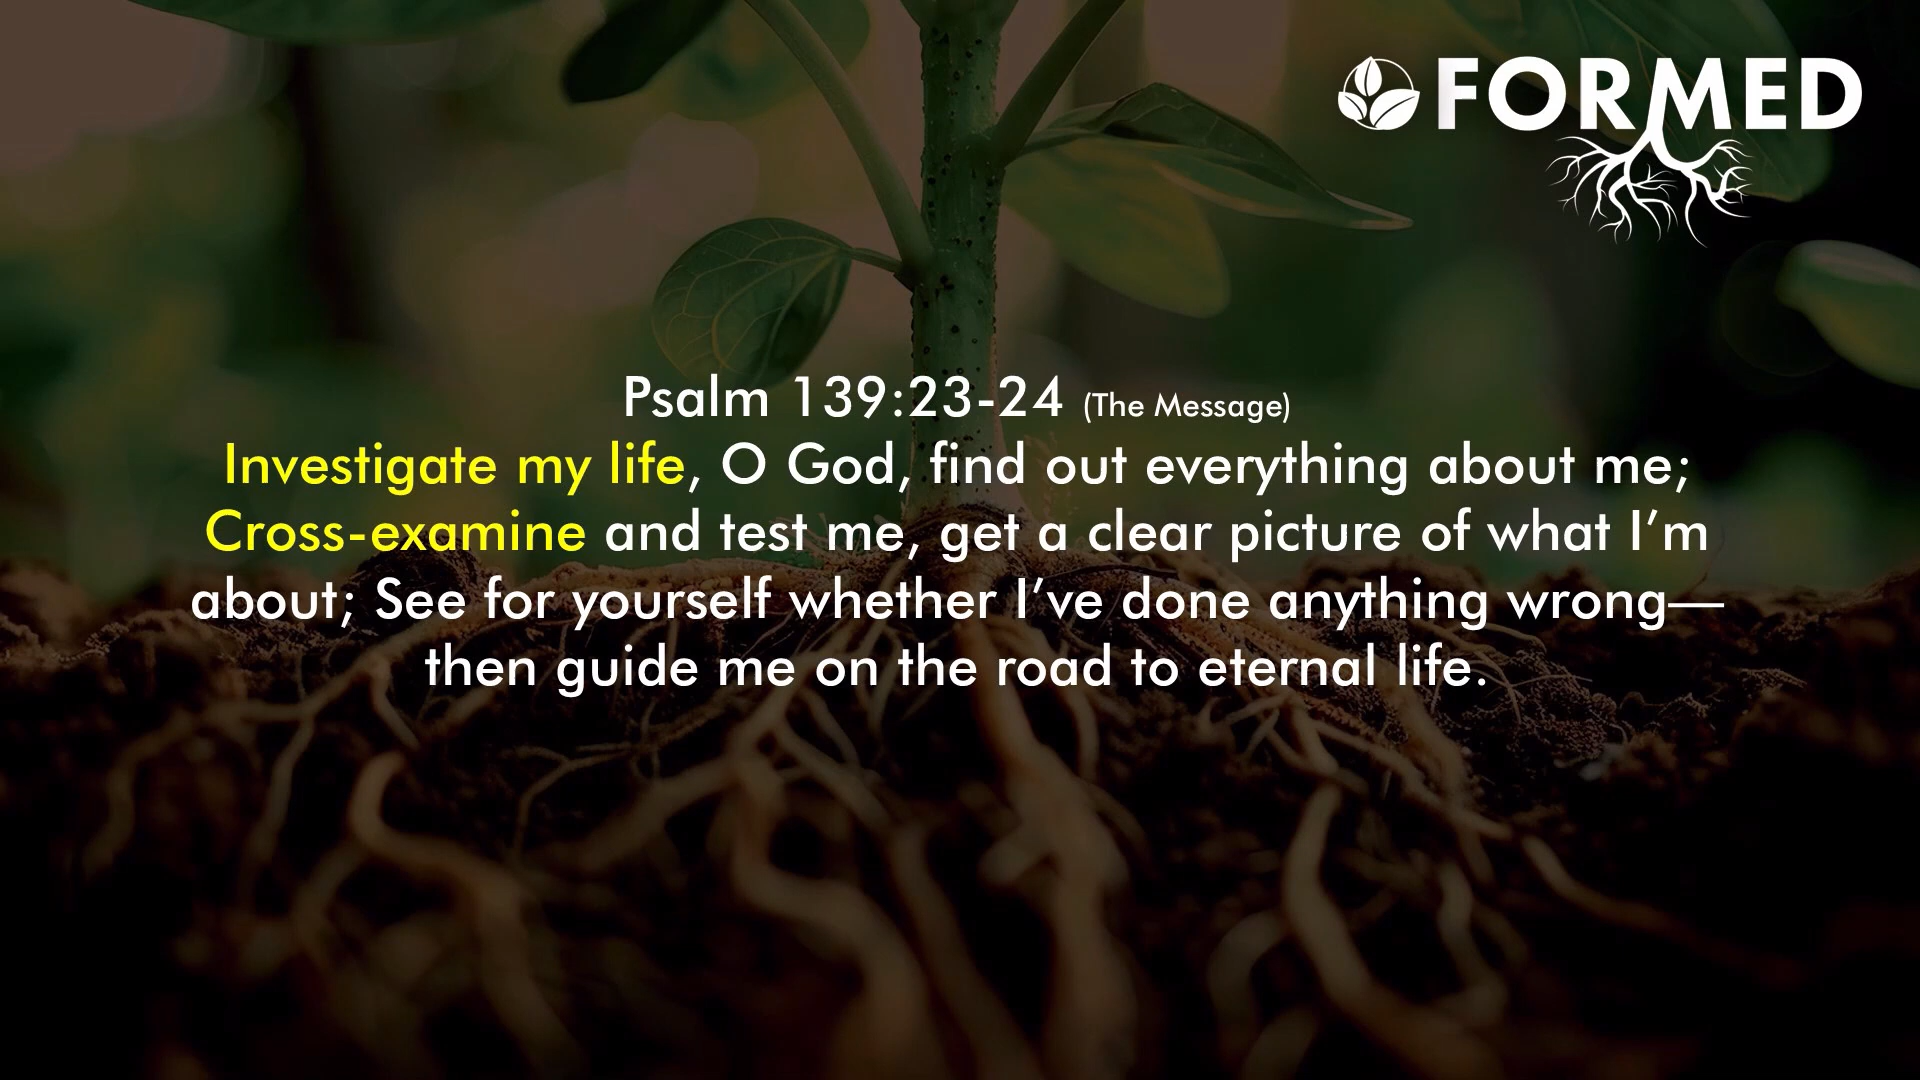 FORMED
Psalm 139:23-24 (The Message)
Investigate my life, O God, find out everything about me;
Cross-examine and test me, get a clear picture of what I’m
about; See for yourself whether I’ve done anything wrong—
then guide me on the road to eternal life.